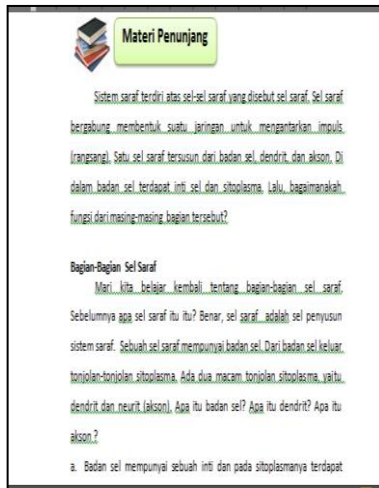 Materi Penunjang
Sistem saraf terdiri atas sel-sel saraf yang disebut sel saraf. Sel saraf
bergabung membentuk suatu jaringan untuk mengantarkan impuls
(rangsang). Satu sel saraf tersusun dari badan sel, dendrit, dan akson. Di
dalam badan sel terdapat inti sel dan sitoplasma. Lalu, bagaimanakah
fungsi dari masing-masing bagian tersebut?
Bagian-Bagian Sel Saraf
Mari kita belajar kembali tentang bagian-bagian sel saraf.
Sebelumnya apa sel saraf itu itu? Benar, sel saraf adalah sel penyusun
sistem saraf. Sebuah sel saraf mempunyai badan sel. Dari badan sel keluar
tonjolan-tonjolan sitoplasma. Ada dua macam tonjolan sitoplasma, yaitu
dendrit dan neurit (akson). Apa itu badan sel? Apa itu dendrit? Apa itu
akson ?
a. Badan sel mempunyai sebuah inti dan pada sitoplasmanya terdapat